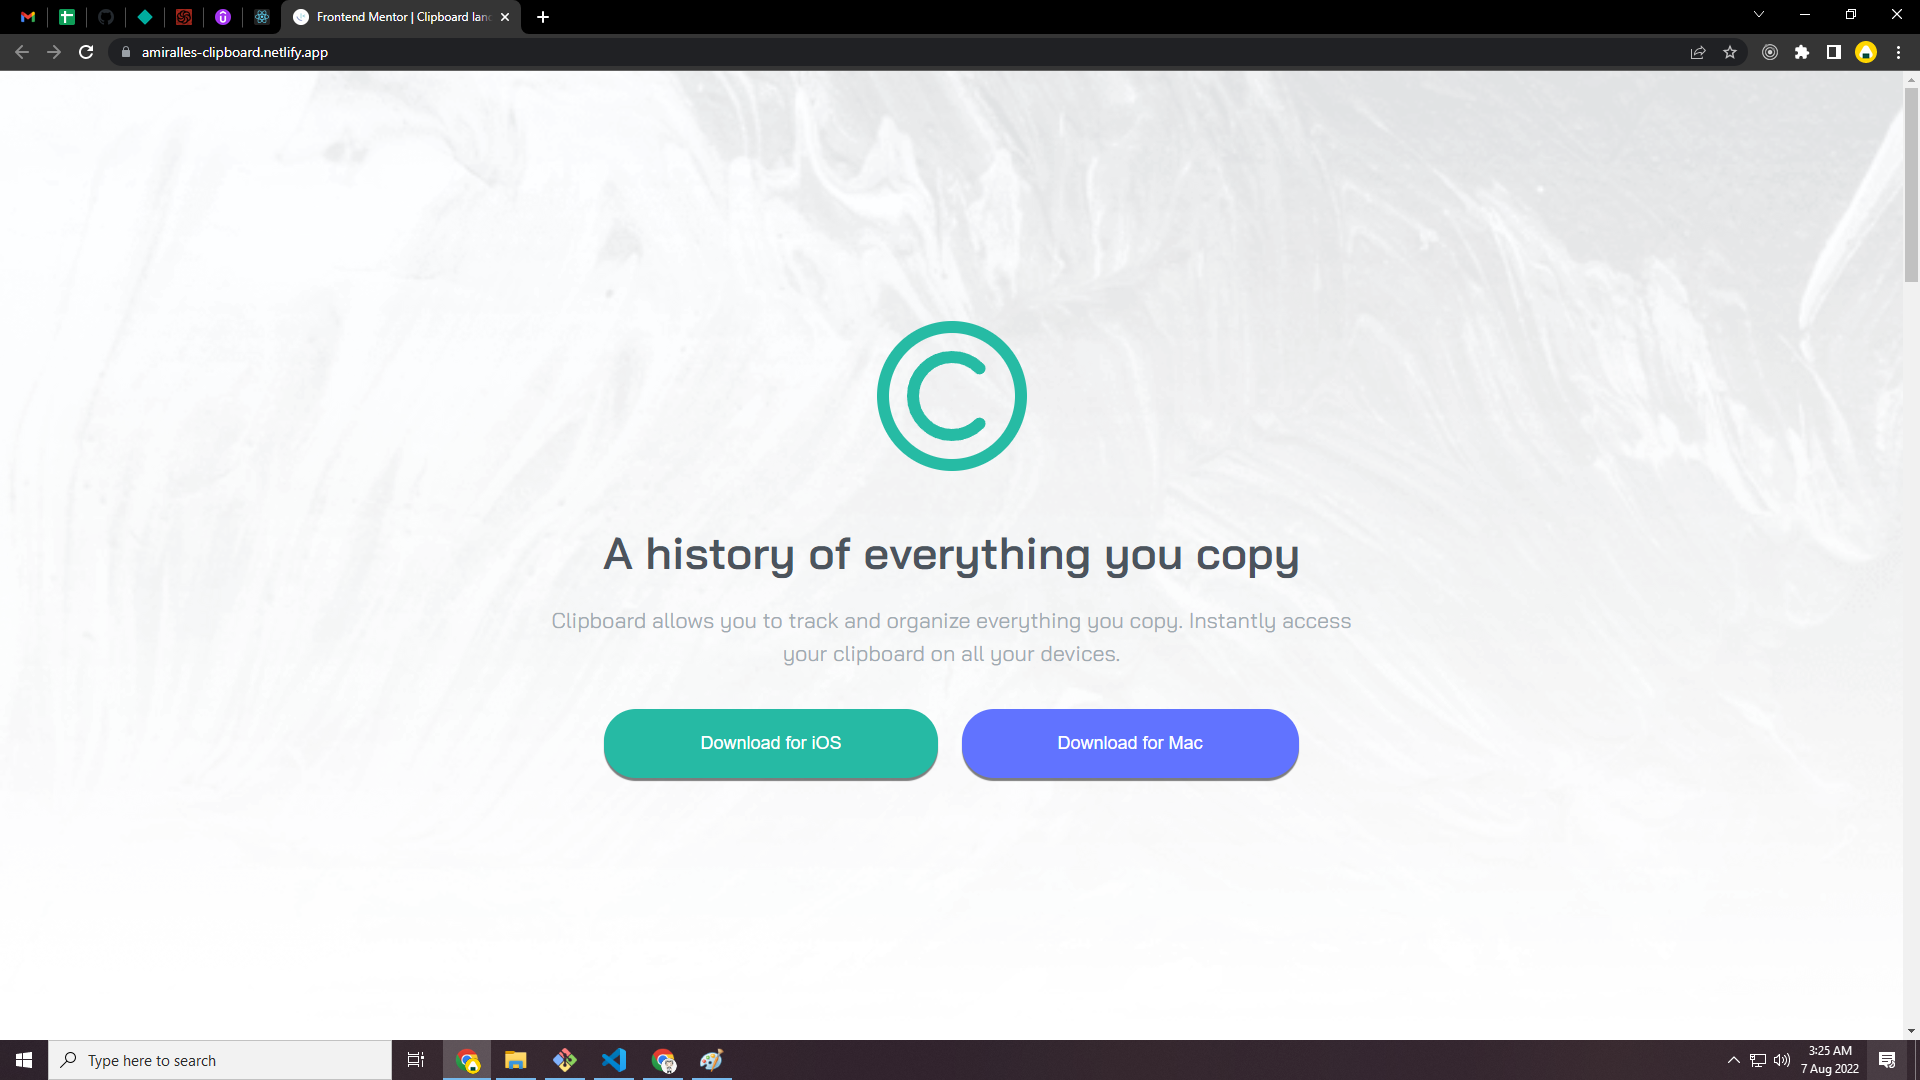 Frontend Mentor | Clipboard lan
amiralles-clipboard.netlify.app
A history of everything you copy
Clipboard allows you to track and organize everything you copy. Instantly access
your clipboard on all your devices.
Download for iOS
Download for Mac
Type here to search
3:25 AM
7 Aug 2022